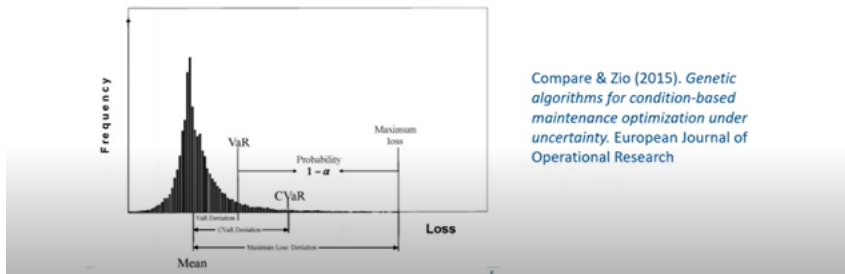 Frequency
VaR
Maximum
loss
Probability
1 − α
CVaR
VaR Deviation
CVaR Deviation
Maximum Loss Deviation
Loss
Mean
Compare & Zio (2015). Genetic
algorithms for condition-based
maintenance optimization under
uncertainty. European Journal of
Operational Research